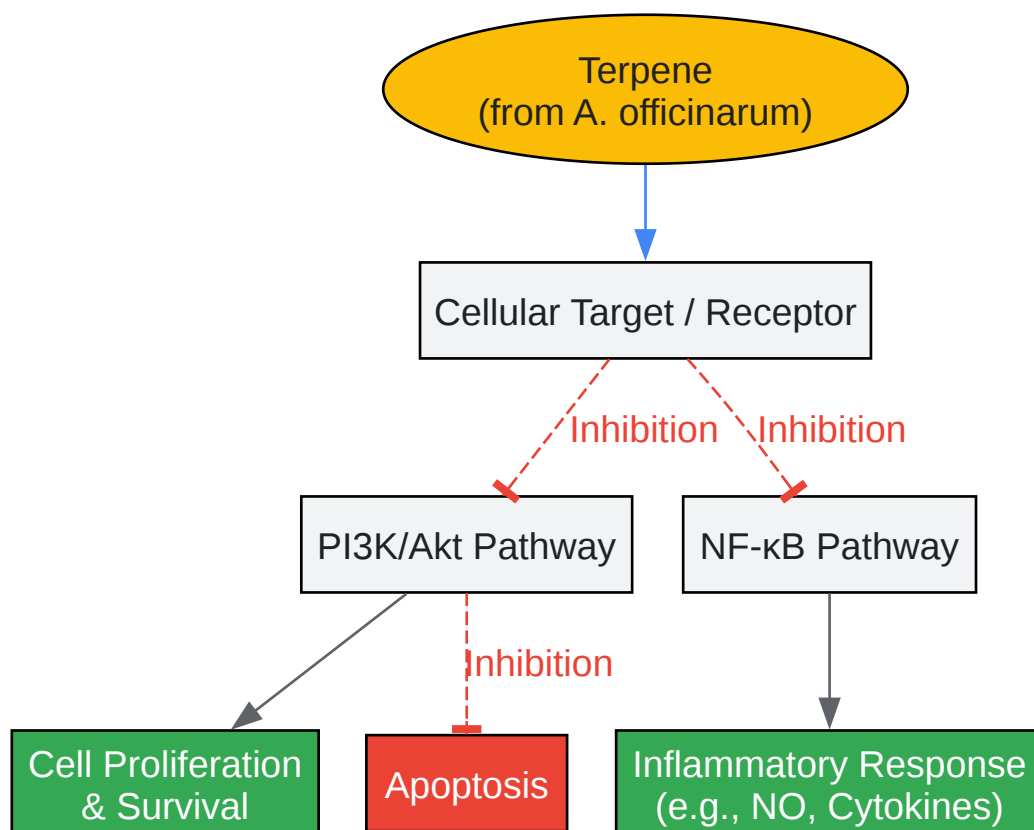 Terpene
(from A. officinarum)
Cellular Target / Receptor
Inhibition
Inhibition
PI3K/Akt Pathway
NF-κB Pathway
Inhibition
Cell Proliferation
& Survival
Apoptosis
Inflammatory Response
(e.g., NO, Cytokines)